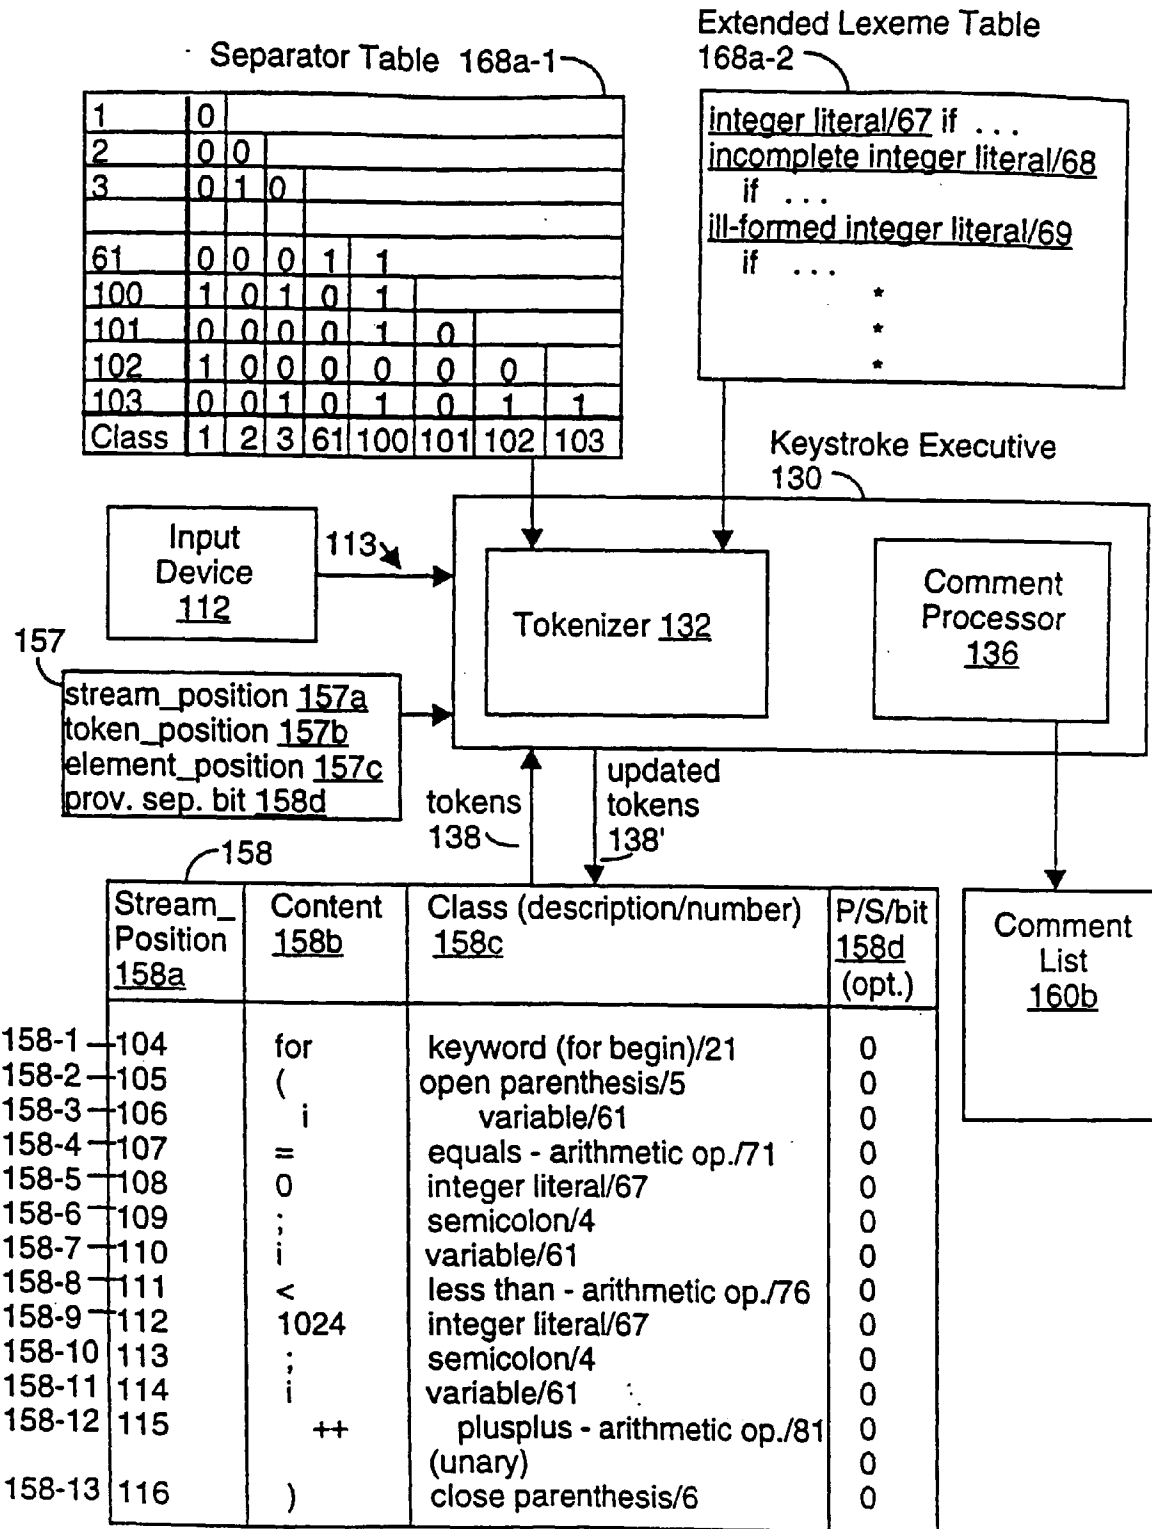 Separator Table 168a-1
1 0
2 0 0
3 0 1 0
61 0 0 0 1 1
100 1 0 1 0 1
101 0 0 0 0 1 0
102 1 0 0 0 0 0 0
103 0 0 1 0 1 0 1 1
Class 1 2 3 61 100 101 102 103
Extended Lexeme Table
168a-2
integer literal/67 if ...
incomplete integer literal/68
if ...
ill-formed integer literal/69
if ...
*
*
*
Keystroke Executive
130
Input
Device
112
113
Tokenizer 132
Comment
Processor
136
157
stream_position 157a
token_position 157b
element_position 157c
prov. sep. bit 158d
tokens
138
updated
tokens
138'
158
Stream_
Position
158a
Content
158b
Class (description/number)
158c
P/S/bit
158d
(opt.)
Comment
List
160b
158-1 104 for keyword (for begin)/21 0
158-2 105 ( open parenthesis/5 0
158-3 106 i variable/61 0
158-4 107 = equals - arithmetic op./71 0
158-5 108 0 integer literal/67 0
158-6 109 ; semicolon/4 0
158-7 110 i variable/61 0
158-8 111 < less than - arithmetic op./76 0
158-9 112 1024 integer literal/67 0
158-10 113 ; semicolon/4 0
158-11 114 i variable/61 0
158-12 115 ++ plusplus - arithmetic op./81 0
(unary) 0
158-13 116 ) close parenthesis/6 0